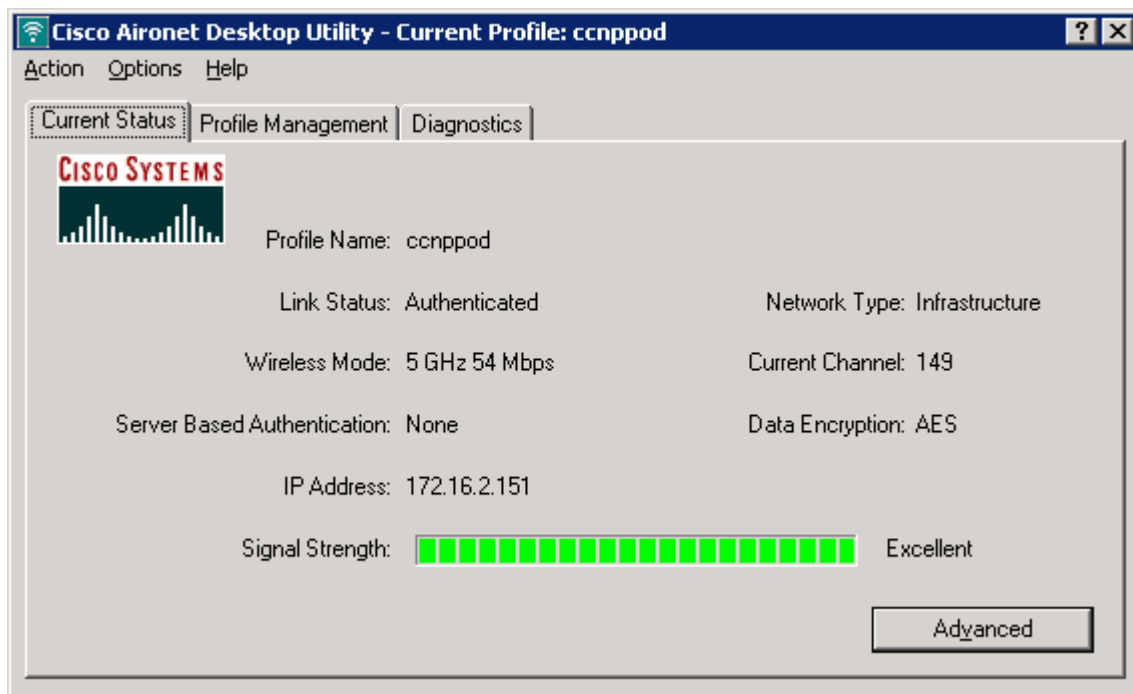 Cisco Aironet Desktop Utility - Current Profile: ccnppod
Action Options Help
Current Status Profile Management Diagnostics
CISCO SYSTEMS
Profile Name: ccnppod
Link Status: Authenticated Network Type: Infrastructure
Wireless Mode: 5 GHz 54 Mbps Current Channel: 149
Server Based Authentication: None Data Encryption: AES
IP Address: 172.16.2.151
Signal Strength: Excellent
Advanced